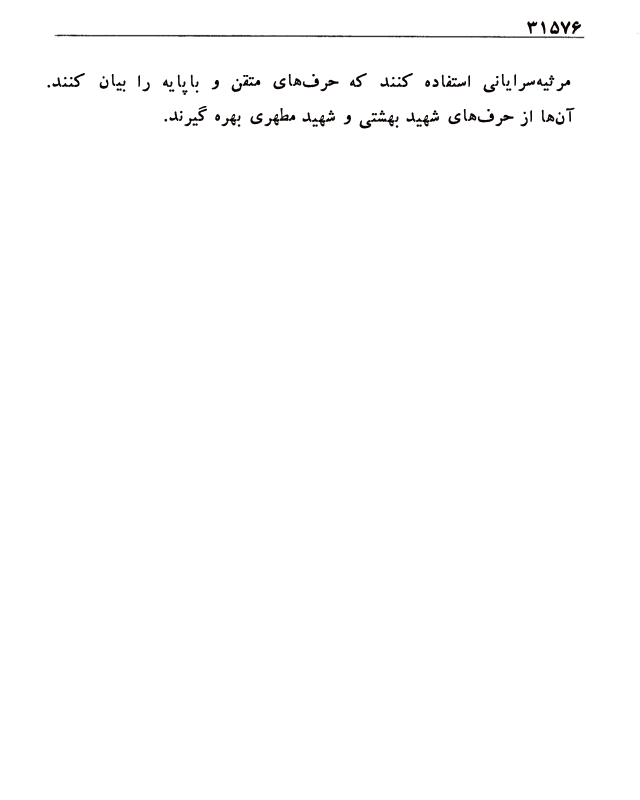 ۳۱۵۷۶
مرثیه‌سرایانی استفاده کنند که حرف‌های متقن و باپایه را بیان کنند.
آن‌ها از حرف‌های شهید بهشتی و شهید مطهری بهره گیرند.